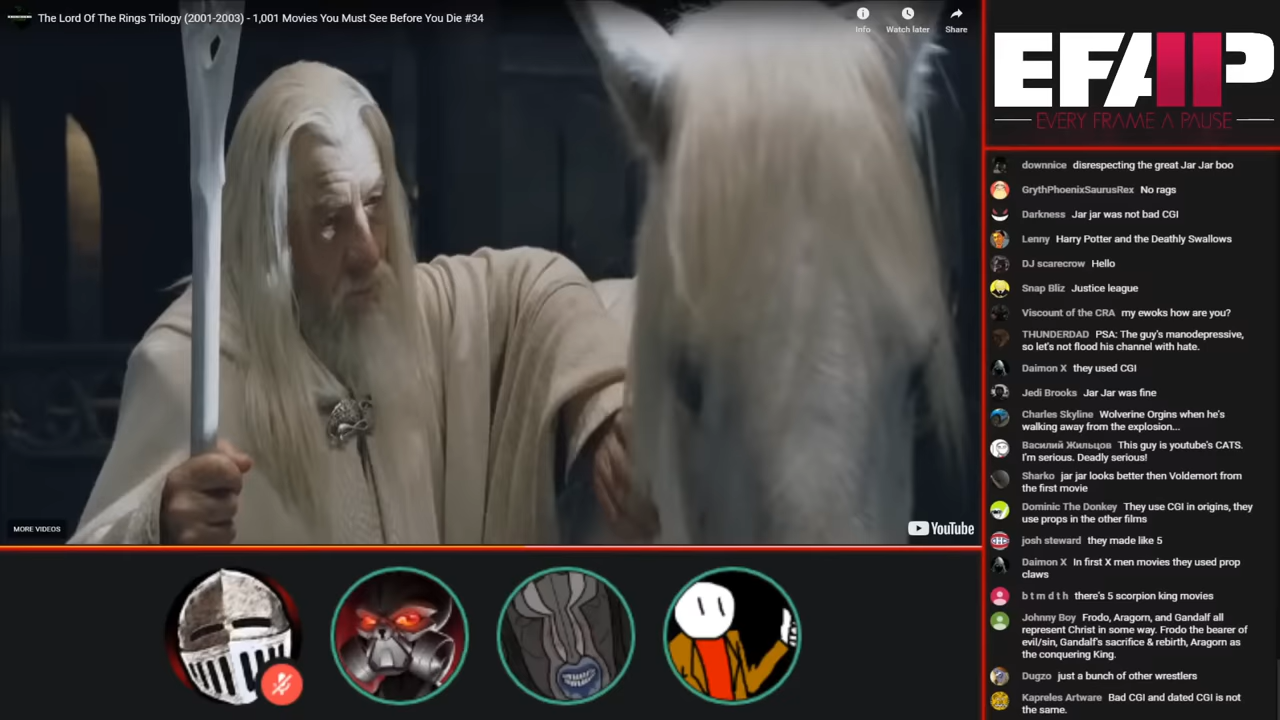 The Lord Of The Rings Trilogy (2001-2003) - 1,001 Movies You Must See Before You Die #34
Info
Watch later
Share
MORE VIDEOS
YouTube
EFAP
EVERY FRAME A PAUSE
downnice disrespecting the great Jar Jar boo
GrythPhoenixSaurusRex No rags
Darkness Jar jar was not bad CGI
Lenny Harry Potter and the Deathly Swallows
DJ scarecrow Hello
Snap Bliz Justice league
Viscount of the CRA my ewoks how are you?
THUNDERDAD PSA: The guy's manodepressive,
so let's not flood his channel with hate.
Daimon X they used CGI
Jedi Brooks Jar Jar was fine
Charles Skyline Wolverine Orgins when he's
walking away from the explosion...
Василий Жильцов This guy is youtube's CATS.
I'm serious. Deadly serious!
Sharko jar jar looks better then Voldemort from
the first movie
Dominic The Donkey They use CGI in origins, they
use props in the other films
josh steward they made like 5
Daimon X In first X men movies they used prop
claws
b t m d t h there's 5 scorpion king movies
Johnny Boy Frodo, Aragorn, and Gandalf all
represent Christ in some way. Frodo the bearer of
evil/sin, Gandalf's sacrifice & rebirth, Aragorn as
the conquering King.
Dugzo just a bunch of other wrestlers
Kapreles Artware Bad CGI and dated CGI is not
the same.